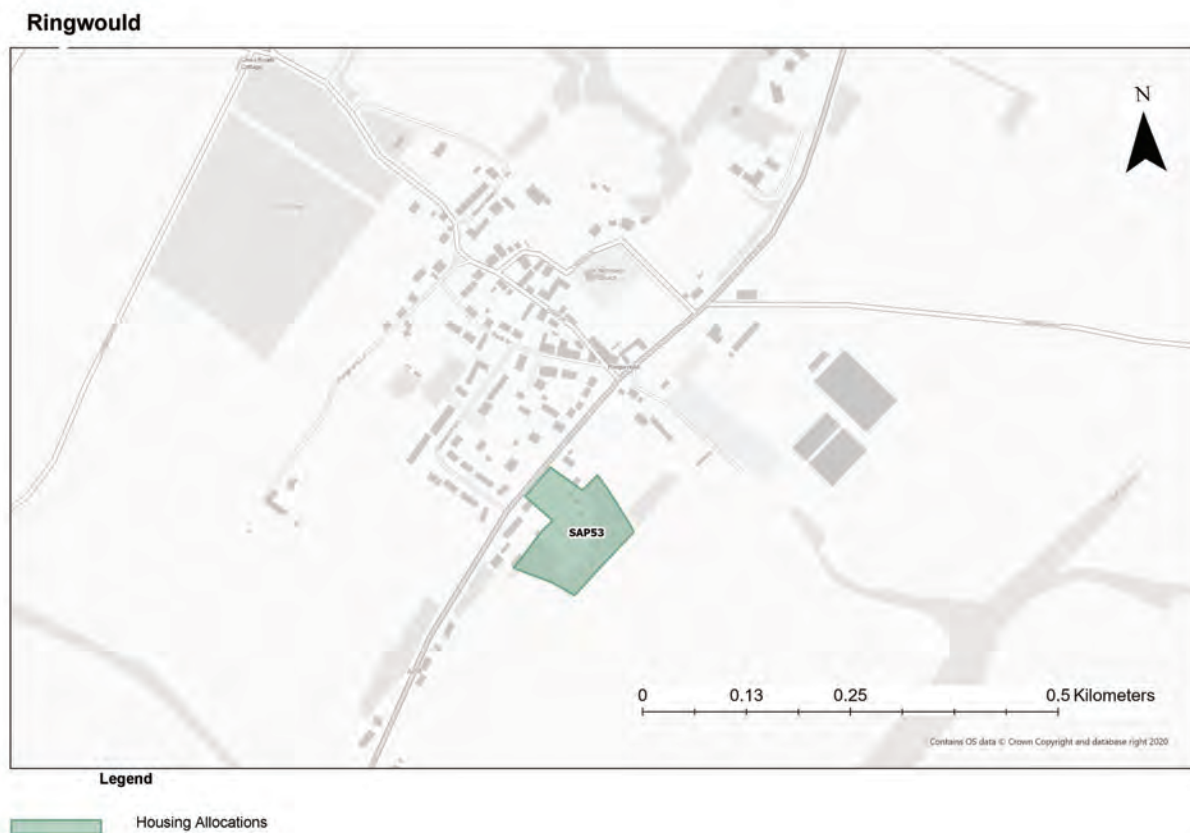 Ringwould
Cottage
N
SAP53
0 0.13 0.25 0.5 Kilometers
Contains OS data © Crown Copyright and database right 2020
Legend
Housing Allocations